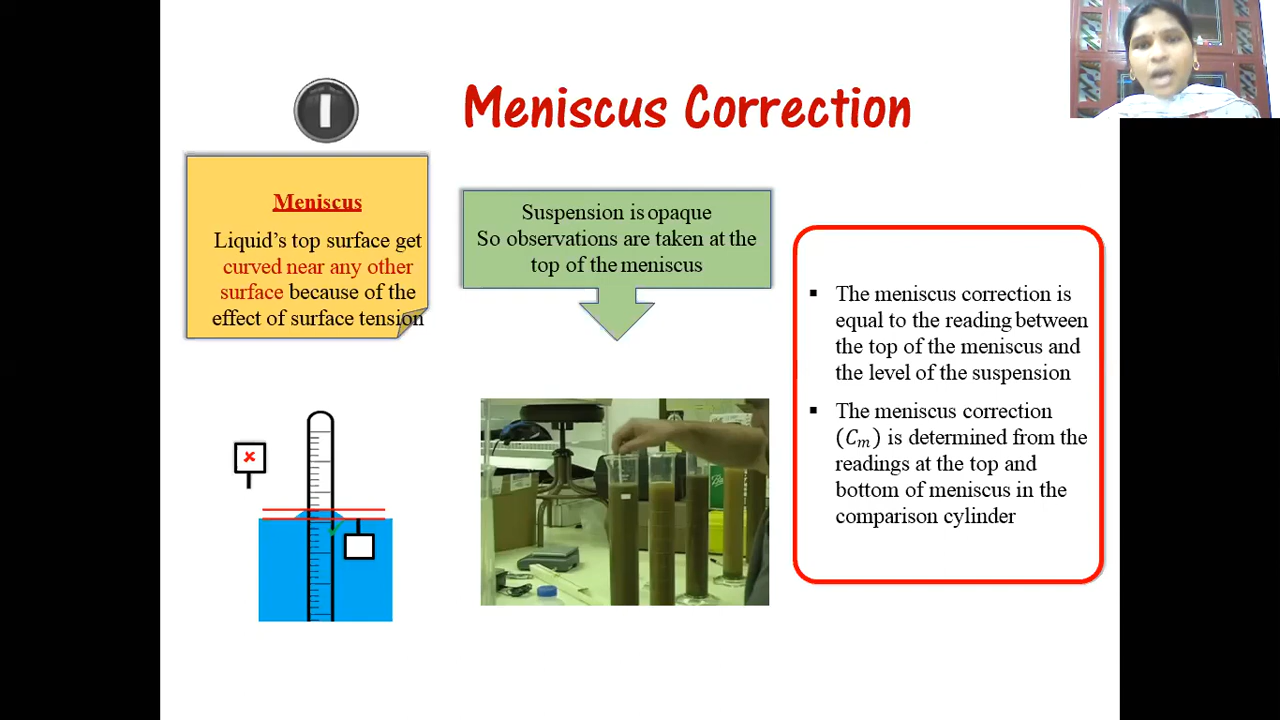 1
Meniscus Correction
Meniscus
Liquid's top surface get
curved near any other
surface because of the
effect of surface tension
Suspension is opaque
So observations are taken at the
top of the meniscus
▪ The meniscus correction is
equal to the reading between
the top of the meniscus and
the level of the suspension
▪ The meniscus correction
(Cₘ) is determined from the
readings at the top and
bottom of meniscus in the
comparison cylinder